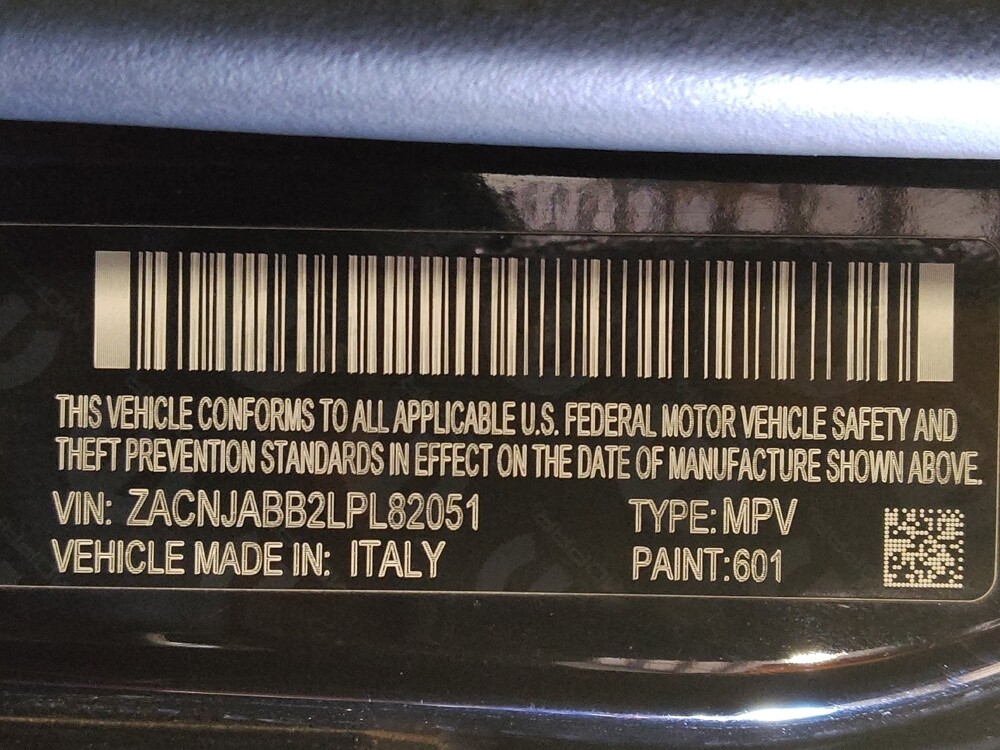 THIS VEHICLE CONFORMS TO ALL APPLICABLE U.S. FEDERAL MOTOR VEHICLE SAFETY AND
THEFT PREVENTION STANDARDS IN EFFECT ON THE DATE OF MANUFACTURE SHOWN ABOVE.
VIN: ZACNJABB2LPL82051 TYPE: MPV
VEHICLE MADE IN: ITALY PAINT:601